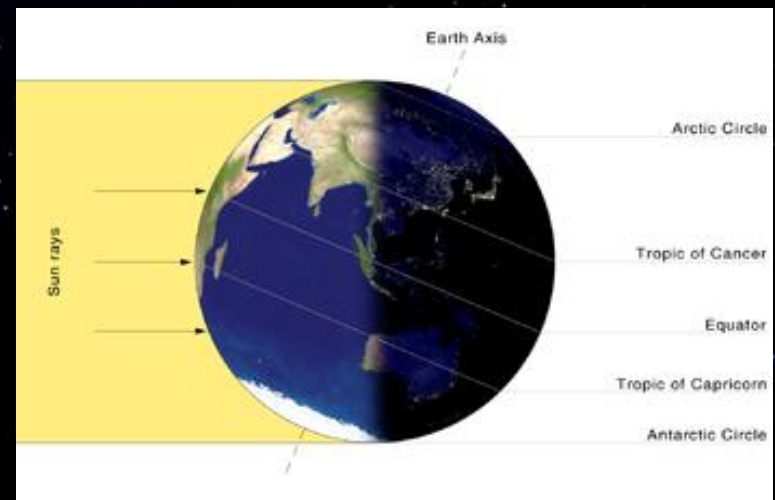 Earth Axis
Arctic Circle
Sun rays
Tropic of Cancer
Equator
Tropic of Capricorn
Antarctic Circle